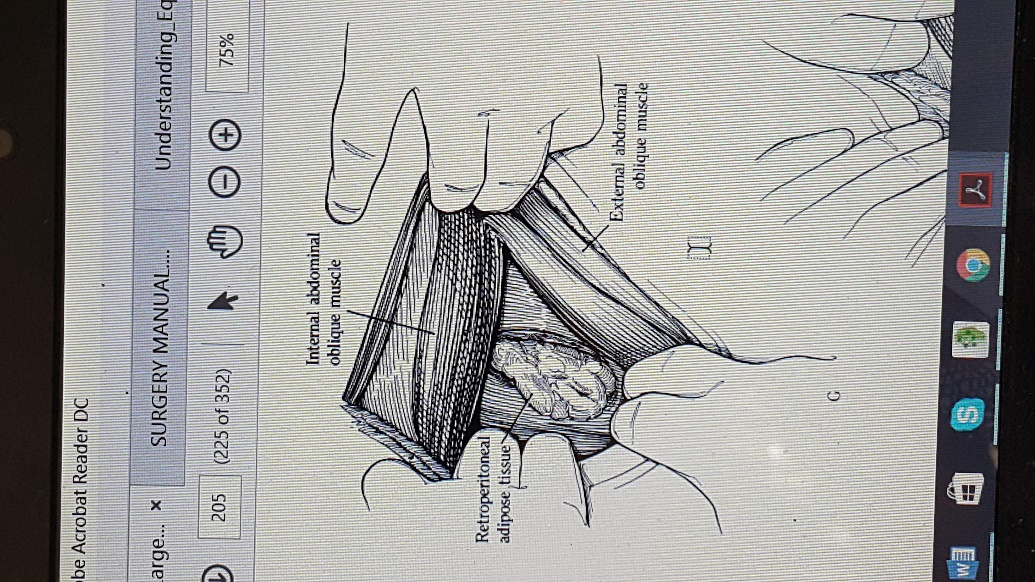 be Acrobat Reader DC
arge... ×
SURGERY MANUAL....
Understanding_Eq
205
(225 of 352)
75%
Internal abdominal
oblique muscle
External abdominal
oblique muscle
Retroperitoneal
adipose tissue
G